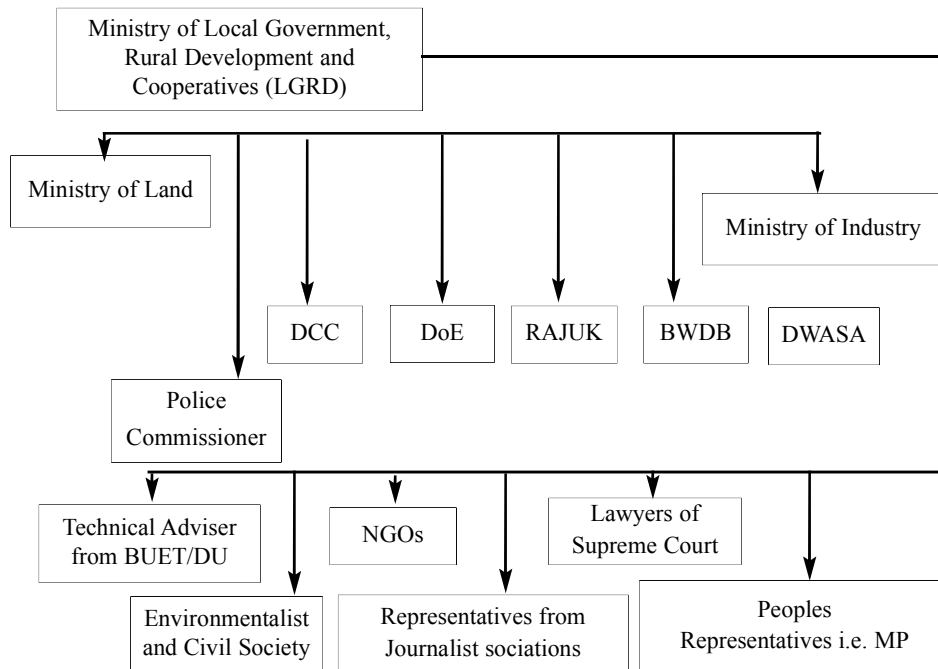 Ministry of Local Government,
Rural Development and
Cooperatives (LGRD)
Ministry of Land
Ministry of Industry
DCC
DoE
RAJUK
BWDB
DWASA
Police
Commissioner
Technical Adviser
from BUET/DU
NGOs
Lawyers of
Supreme Court
Environmentalist
and Civil Society
Representatives from
Journalist sociations
Peoples
Representatives i.e. MP